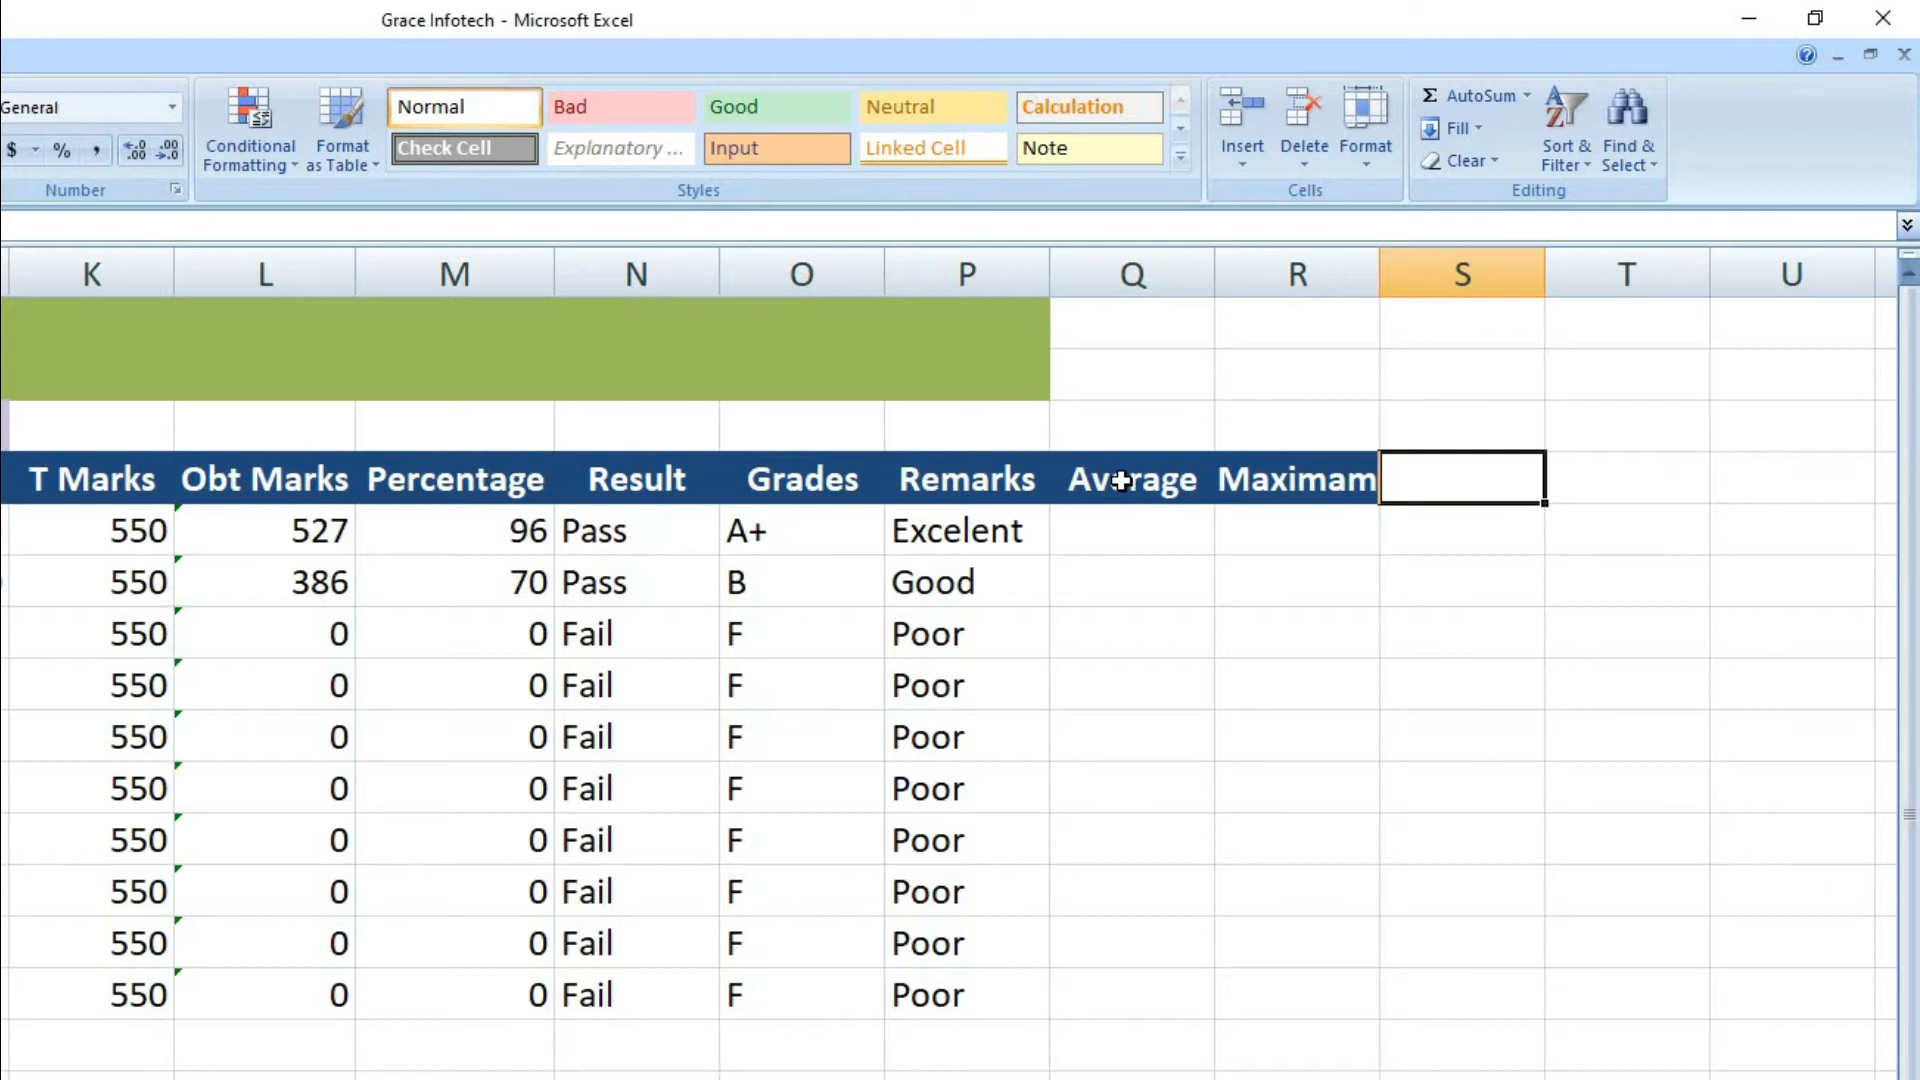 Grace Infotech - Microsoft Excel
General
Normal Bad Good Neutral Calculation
Check Cell Explanatory ... Input Linked Cell Note
$ % , .00 .00
Conditional Formatting
Format as Table
Insert Delete Format
Σ AutoSum
Fill
Clear
Sort & Filter
Find & Select
Number Styles Cells Editing
K L M N O P Q R S T U
T Marks Obt Marks Percentage Result Grades Remarks Average Maximam
550 527 96 Pass A+ Excelent
550 386 70 Pass B Good
550 0 0 Fail F Poor
550 0 0 Fail F Poor
550 0 0 Fail F Poor
550 0 0 Fail F Poor
550 0 0 Fail F Poor
550 0 0 Fail F Poor
550 0 0 Fail F Poor
550 0 0 Fail F Poor